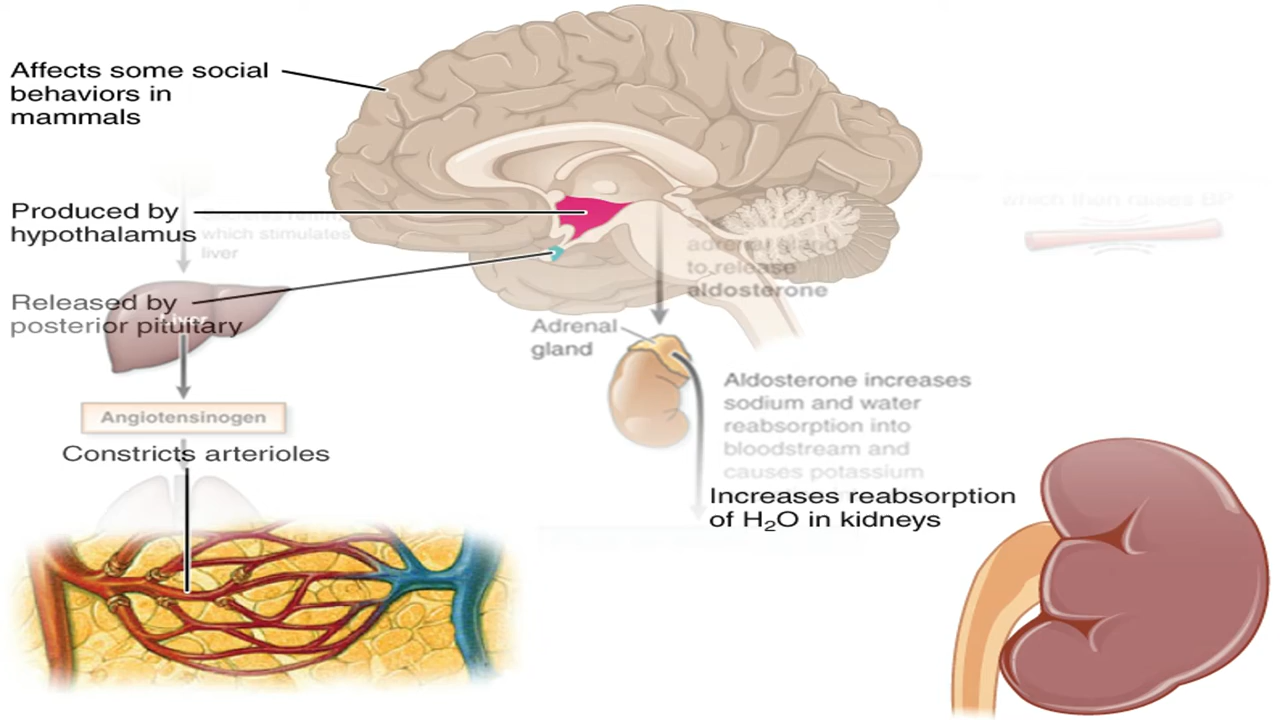 Affects some social
behaviors in
mammals
Produced by
hypothalamus
which stimulates
liver
Released by
posterior pituitary
Liver
Angiotensinogen
Constricts arterioles
which then raises BP
adrenal gland
to release
aldosterone
Adrenal
gland
Aldosterone increases
sodium and water
reabsorption into
bloodstream and
causes potassium
Increases reabsorption
of H₂O in kidneys